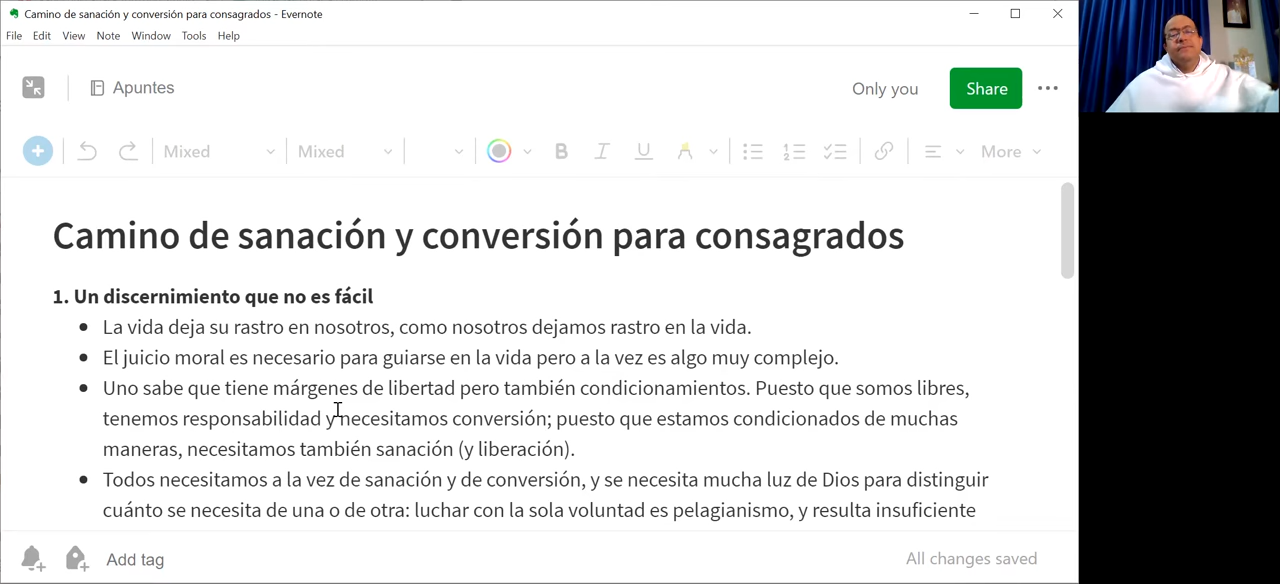 Camino de sanación y conversión para consagrados - Evernote
File Edit View Note Window Tools Help
Apuntes
Only you
Share
Mixed
Mixed
B I U
More
Camino de sanación y conversión para consagrados
1. Un discernimiento que no es fácil
• La vida deja su rastro en nosotros, como nosotros dejamos rastro en la vida.
• El juicio moral es necesario para guiarse en la vida pero a la vez es algo muy complejo.
• Uno sabe que tiene márgenes de libertad pero también condicionamientos. Puesto que somos libres,
tenemos responsabilidad y necesitamos conversión; puesto que estamos condicionados de muchas
maneras, necesitamos también sanación (y liberación).
• Todos necesitamos a la vez de sanación y de conversión, y se necesita mucha luz de Dios para distinguir
cuánto se necesita de una o de otra: luchar con la sola voluntad es pelagianismo, y resulta insuficiente
Add tag
All changes saved